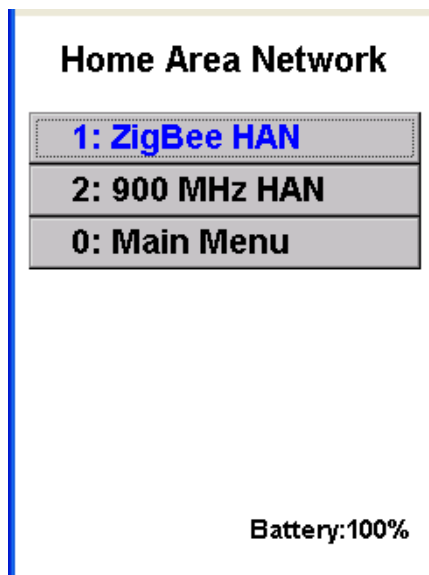 Home Area Network
1: ZigBee HAN
2: 900 MHz HAN
0: Main Menu
Battery:100%